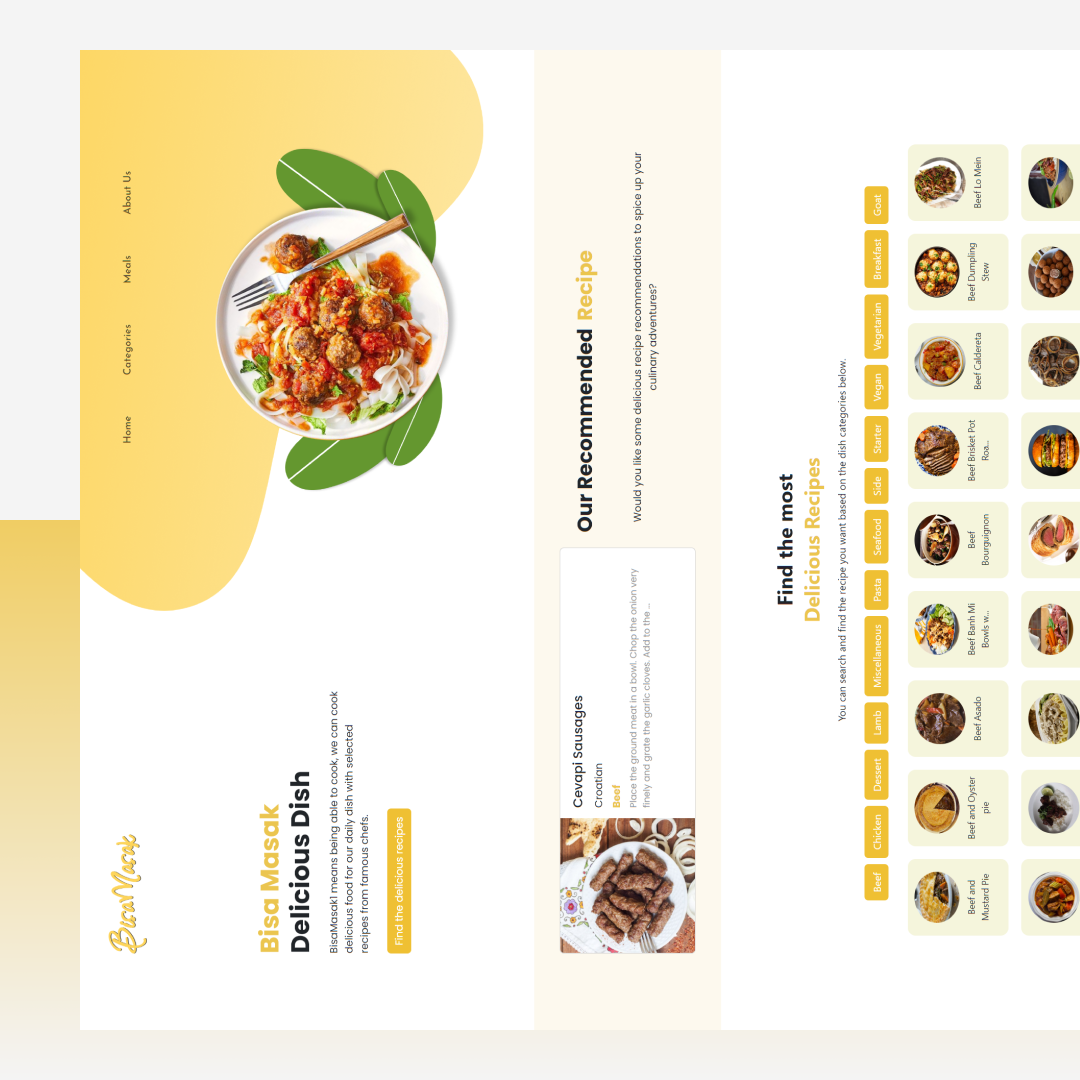 BisaMasak
Home
Categories
Meals
About Us
Bisa Masak
Delicious Dish
BisaMasak! means being able to cook, we can cook
delicious food for our daily dish with selected
recipes from famous chefs.
Find the delicious recipes
Cevapi Sausages
Croatian
Beef
Place the ground meat in a bowl. Chop the onion very
finely and grate the garlic cloves. Add to the ...
Our Recommended Recipe
Would you like some delicious recipe recommendations to spice up your
culinary adventures?
Find the most
Delicious Recipes
You can search and find the recipe you want based on the dish categories below.
Beef
Chicken
Dessert
Lamb
Miscellaneous
Pasta
Seafood
Side
Starter
Vegan
Vegetarian
Breakfast
Goat
Beef and
Mustard Pie
Beef and Oyster
pie
Beef Asado
Beef Banh Mi
Bowls w...
Beef
Bourguignon
Beef Brisket Pot
Roa...
Beef Caldereta
Beef Dumpling
Stew
Beef Lo Mein